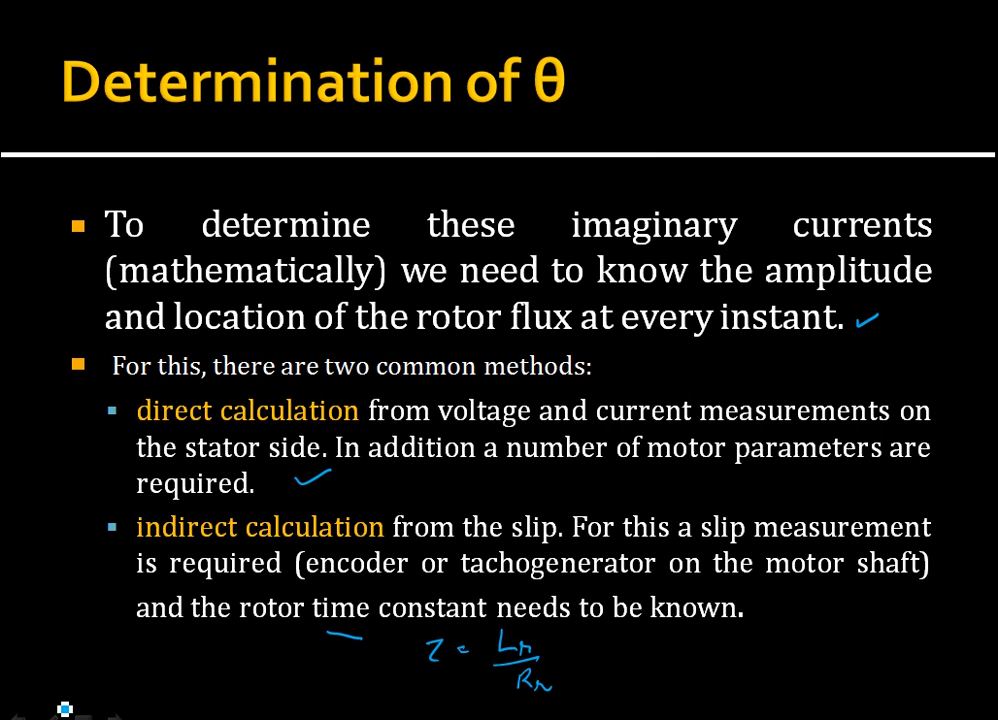 Determination of θ
To determine these imaginary currents
(mathematically) we need to know the amplitude
and location of the rotor flux at every instant.
For this, there are two common methods:
direct calculation from voltage and current measurements on
the stator side. In addition a number of motor parameters are
required.
indirect calculation from the slip. For this a slip measurement
is required (encoder or tachogenerator on the motor shaft)
and the rotor time constant needs to be known.
τ = Lr
Rr